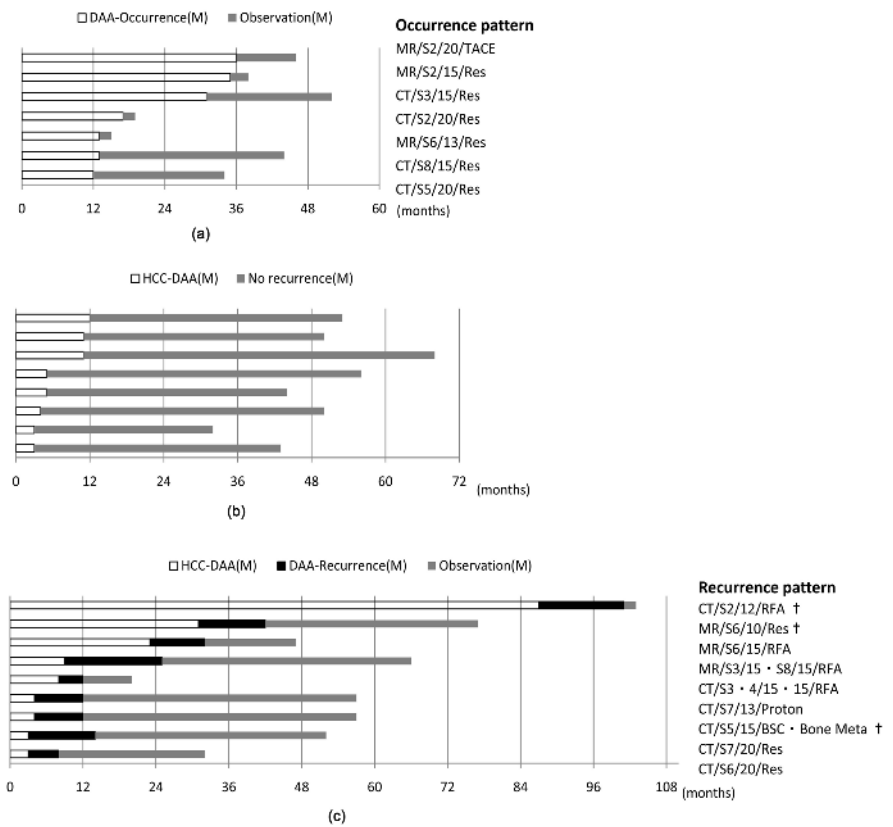 DAA-Occurrence(M) Observation(M)
Occurrence pattern
MR/S2/20/TACE
MR/S2/15/Res
CT/S3/15/Res
CT/S2/20/Res
MR/S6/13/Res
CT/S8/15/Res
CT/S5/20/Res
0 12 24 36 48 60 (months)
(a)
HCC-DAA(M) No recurrence(M)
0 12 24 36 48 60 72 (months)
(b)
HCC-DAA(M) DAA-Recurrence(M) Observation(M)
Recurrence pattern
CT/S2/12/RFA †
MR/S6/10/Res †
MR/S6/15/RFA
MR/S3/15・S8/15/RFA
CT/S3・4/15・15/RFA
CT/S7/13/Proton
CT/S5/15/BSC・Bone Meta †
CT/S7/20/Res
CT/S6/20/Res
0 12 24 36 48 60 72 84 96 108 (months)
(c)